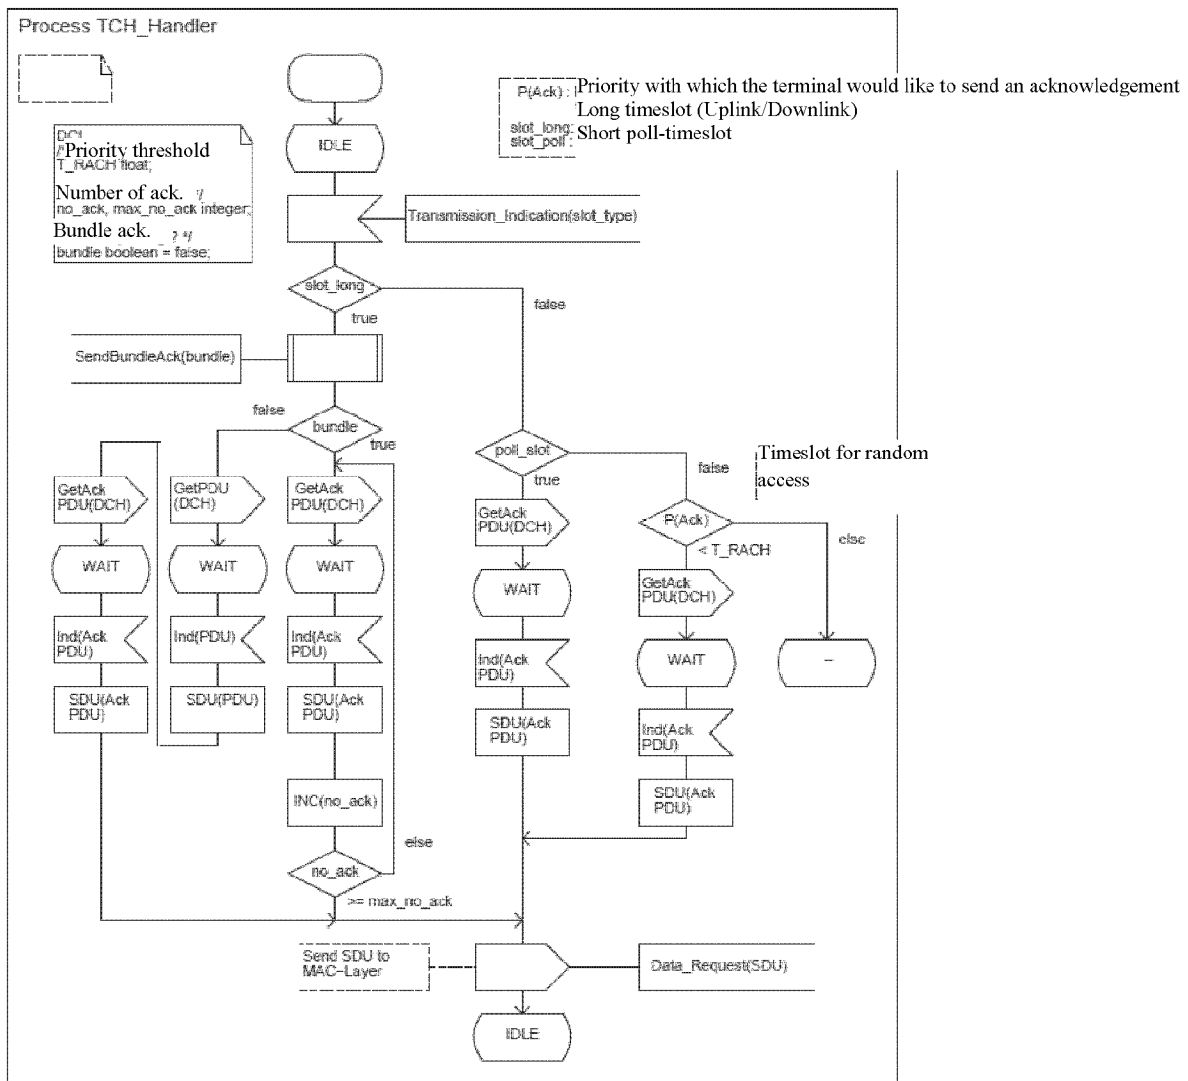 Process TCH_Handler
P(Ack) : Priority with which the terminal would like to send an acknowledgement
slot_long: Long timeslot (Uplink/Downlink)
slot_poll : Short poll-timeslot
IDLE
DCL
/*Priority threshold
T_RACH float;
Number of ack. */
no_ack, max_no_ack integer;
Bundle ack. ? */
bundle boolean = false;
Transmission_Indication(slot_type)
slot_long
false
true
SendBundleAck(bundle)
false
bundle
true
poll_slot
false
true
Timeslot for random
access
GetAck
PDU(DCH)
GetPDU
(DCH)
GetAck
PDU(DCH)
GetAck
PDU(DCH)
P(Ack)
else
< T_RACH
WAIT
WAIT
WAIT
WAIT
GetAck
PDU(DCH)
Ind(Ack
PDU)
Ind(PDU)
Ind(Ack
PDU)
Ind(Ack
PDU)
WAIT
–
SDU(Ack
PDU)
SDU(PDU)
SDU(Ack
PDU)
SDU(Ack
PDU)
Ind(Ack
PDU)
INC(no_ack)
SDU(Ack
PDU)
else
no_ack
>= max_no_ack
Send SDU to
MAC-Layer
Data_Request(SDU)
IDLE